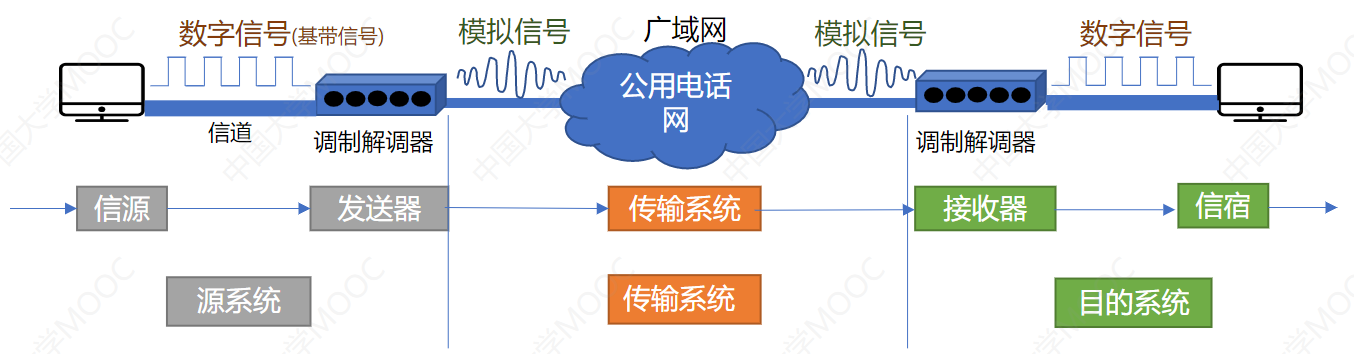 数字信号(基带信号)
模拟信号
广域网
模拟信号
数字信号
公用电话
网
信道
调制解调器
调制解调器
信源
发送器
传输系统
接收器
信宿
源系统
传输系统
目的系统
中国大学MOOC